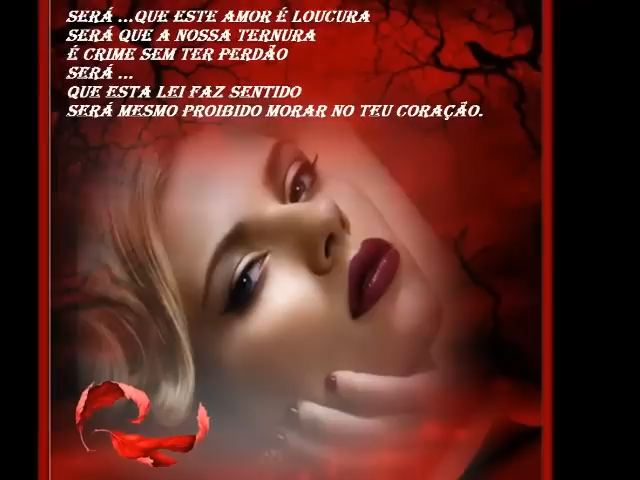 SERÁ ...QUE ESTE AMOR É LOUCURA
SERÁ QUE A NOSSA TERNURA
É CRIME SEM TER PERDÃO
SERÁ ...
QUE ESTA LEI FAZ SENTIDO
SERÁ MESMO PROIBIDO MORAR NO TEU CORAÇÃO.